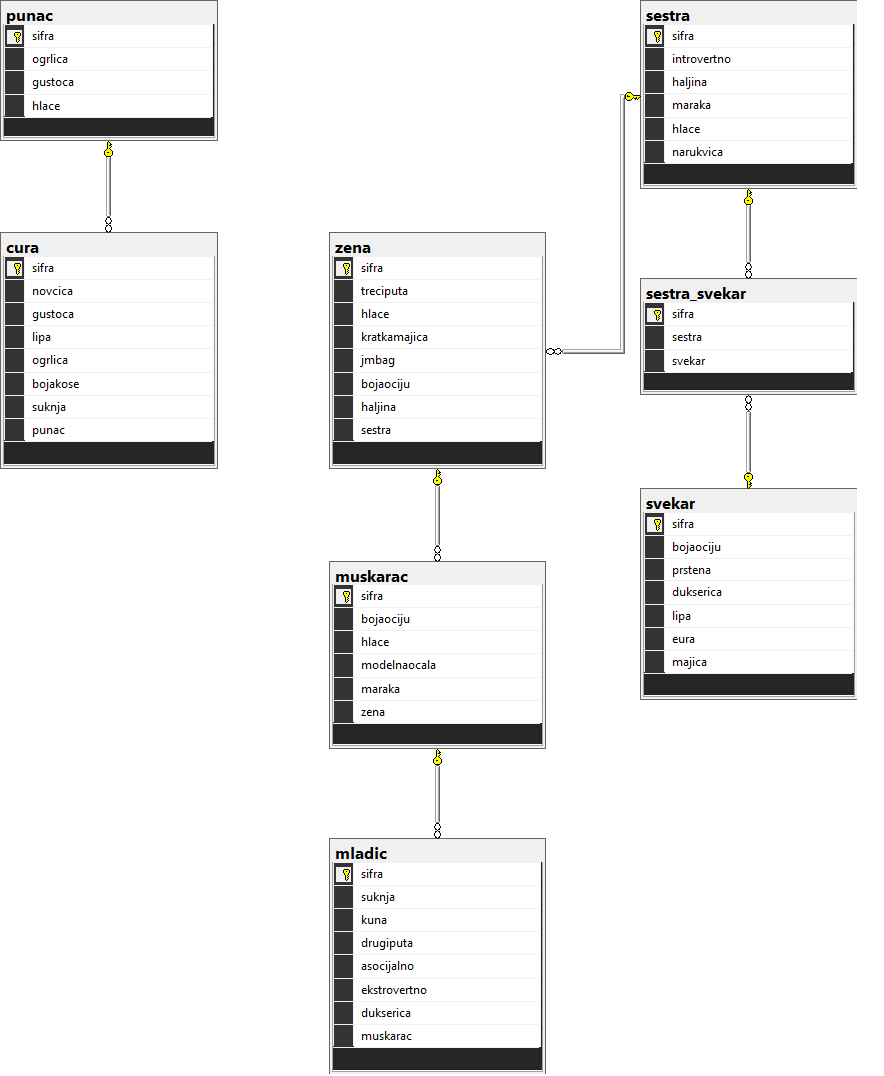 punac
sifra
ogrlica
gustoca
hlace
cura
sifra
novcica
gustoca
lipa
ogrlica
bojakose
suknja
punac
zena
sifra
treciputa
hlace
kratkamajica
jmbag
bojaociju
haljina
sestra
muskarac
sifra
bojaociju
hlace
modelnaocala
maraka
zena
mladic
sifra
suknja
kuna
drugiputa
asocijalno
ekstrovertno
dukserica
muskarac
sestra
sifra
introvertno
haljina
maraka
hlace
narukvica
sestra_svekar
sifra
sestra
svekar
svekar
sifra
bojaociju
prstena
dukserica
lipa
eura
majica